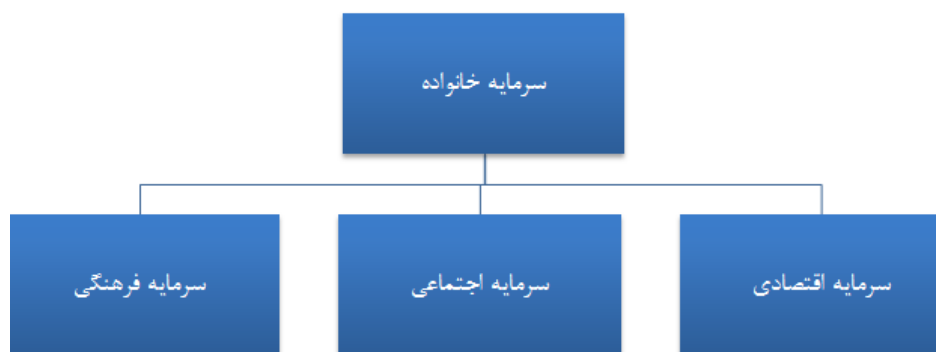 سرمایه خانواده
سرمایه اقتصادی
سرمایه اجتماعی
سرمایه فرهنگی